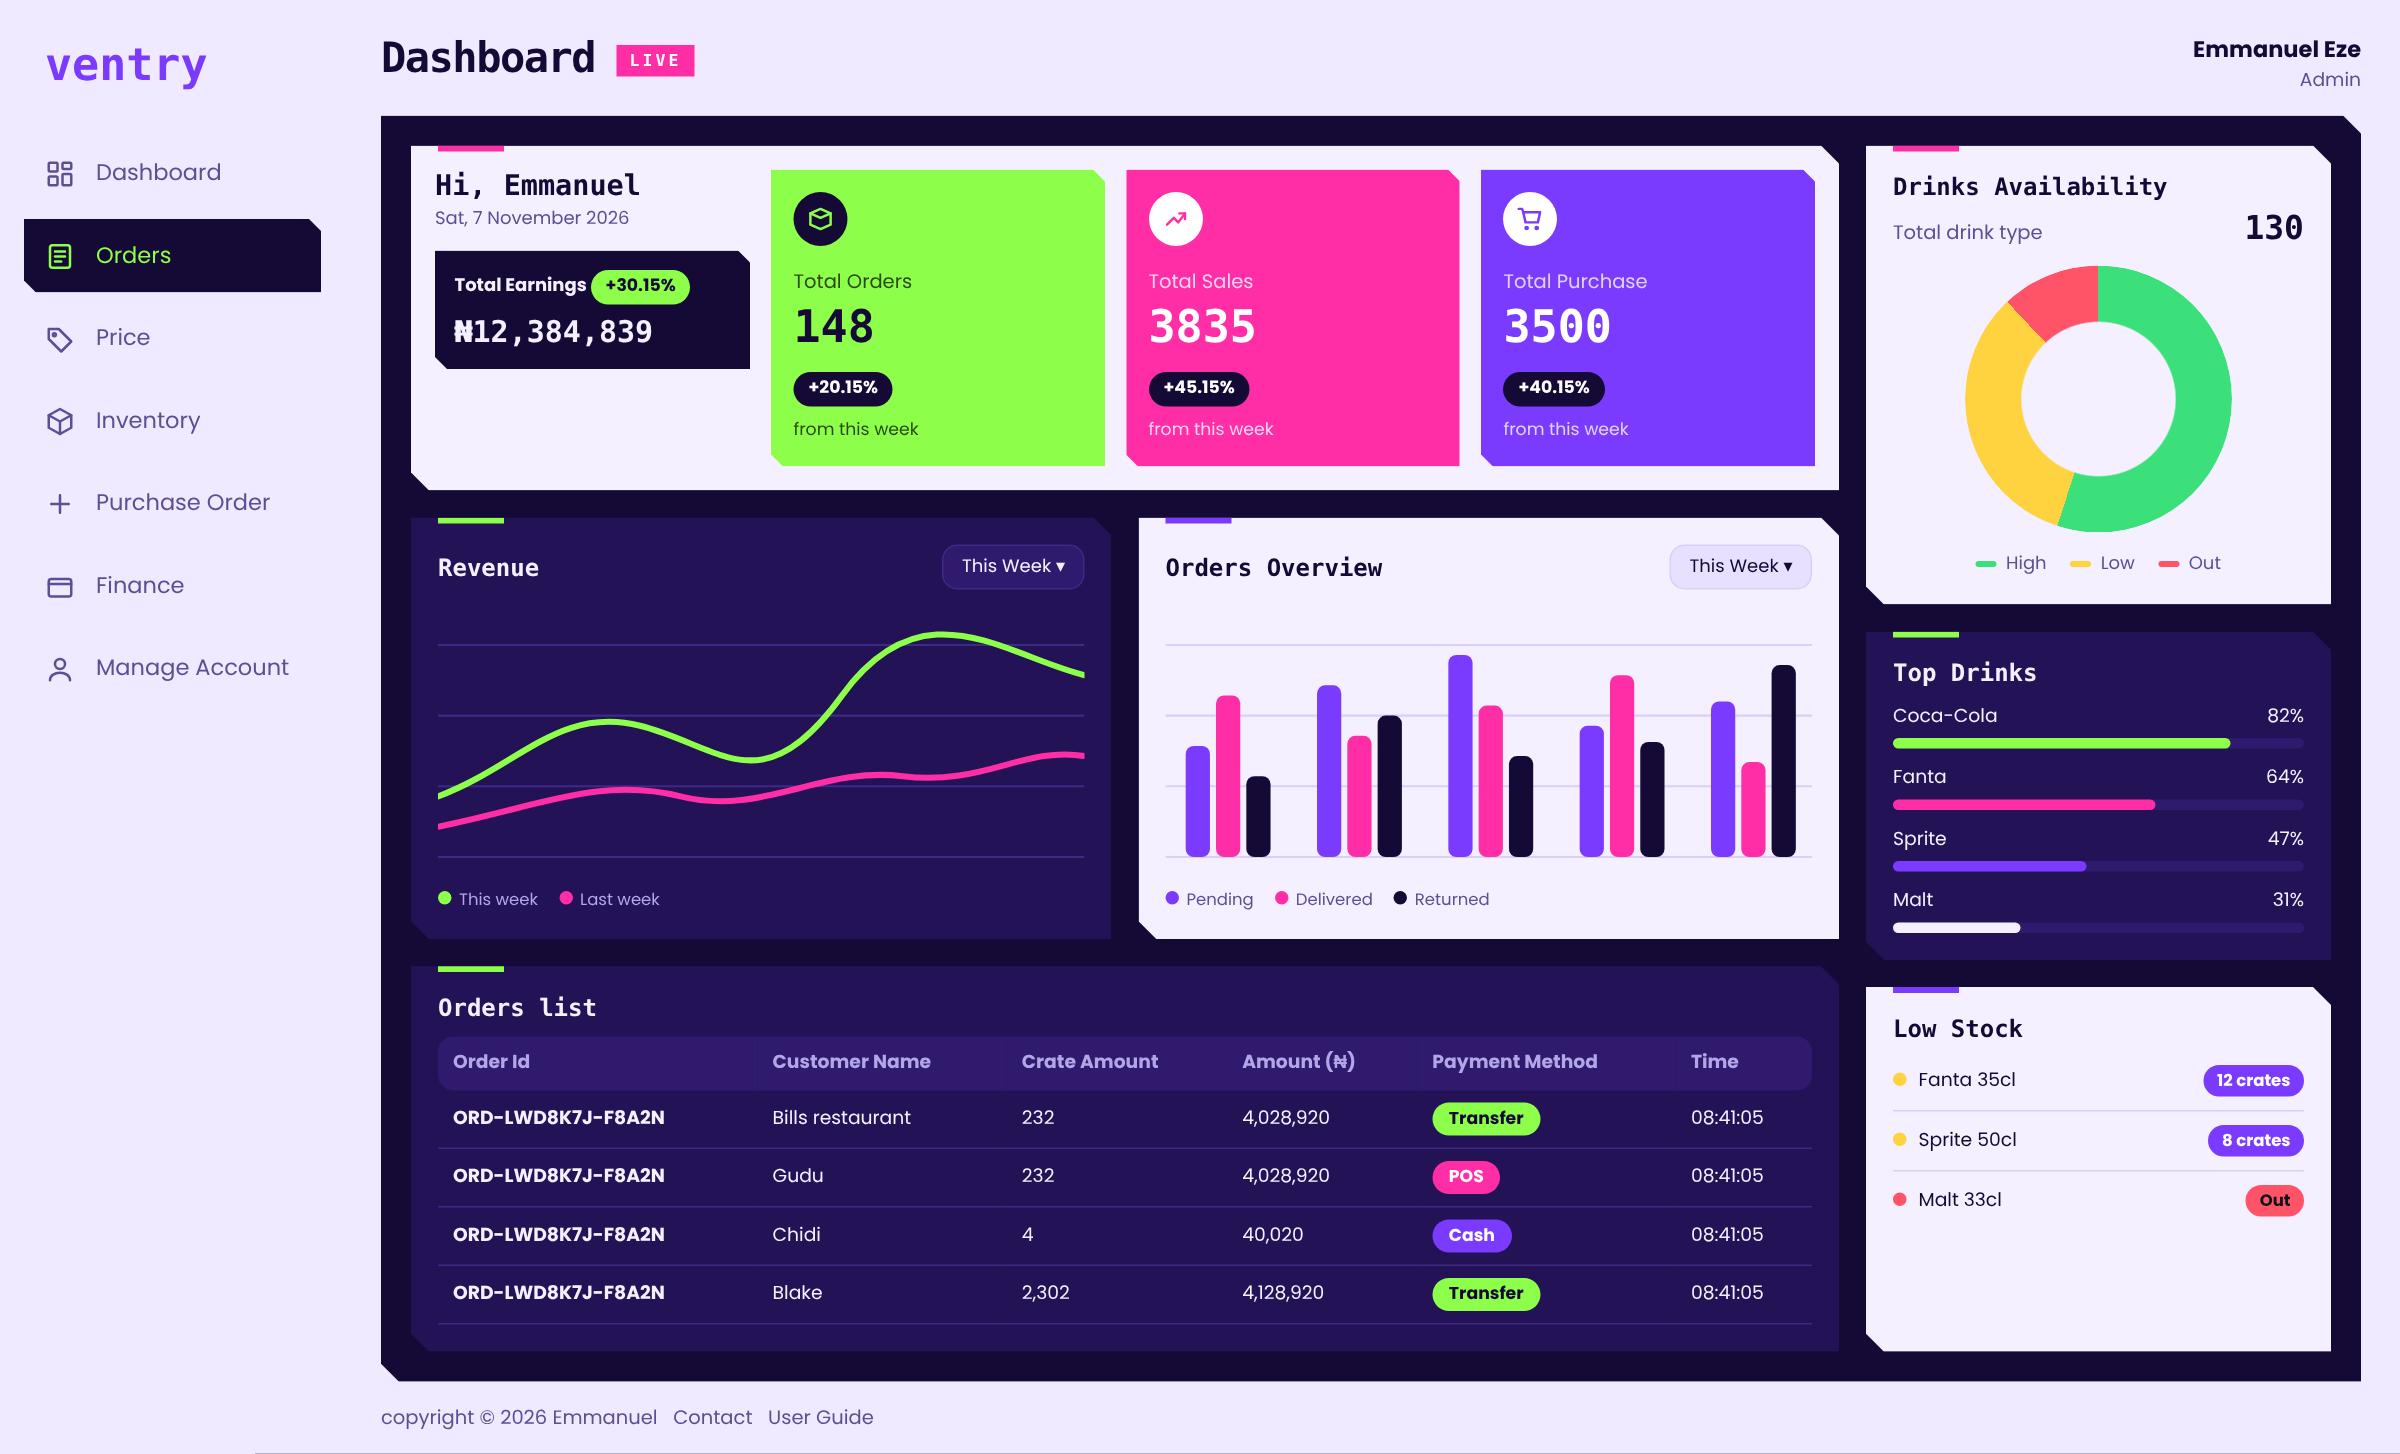 ventry
Dashboard
Orders
Price
Inventory
Purchase Order
Finance
Manage Account
Dashboard LIVE
Emmanuel Eze
Admin
Hi, Emmanuel
Sat, 7 November 2026
Total Earnings +30.15%
₦12,384,839
Total Orders
148
+20.15%
from this week
Total Sales
3835
+45.15%
from this week
Total Purchase
3500
+40.15%
from this week
Drinks Availability
Total drink type 130
High Low Out
Revenue This Week ▾
This week Last week
Orders Overview This Week ▾
Pending Delivered Returned
Top Drinks
Coca-Cola 82%
Fanta 64%
Sprite 47%
Malt 31%
Orders list
Order Id Customer Name Crate Amount Amount (₦) Payment Method Time
ORD-LWD8K7J-F8A2N Bills restaurant 232 4,028,920 Transfer 08:41:05
ORD-LWD8K7J-F8A2N Gudu 232 4,028,920 POS 08:41:05
ORD-LWD8K7J-F8A2N Chidi 4 40,020 Cash 08:41:05
ORD-LWD8K7J-F8A2N Blake 2,302 4,128,920 Transfer 08:41:05
Low Stock
Fanta 35cl 12 crates
Sprite 50cl 8 crates
Malt 33cl Out
copyright © 2026 Emmanuel Contact User Guide